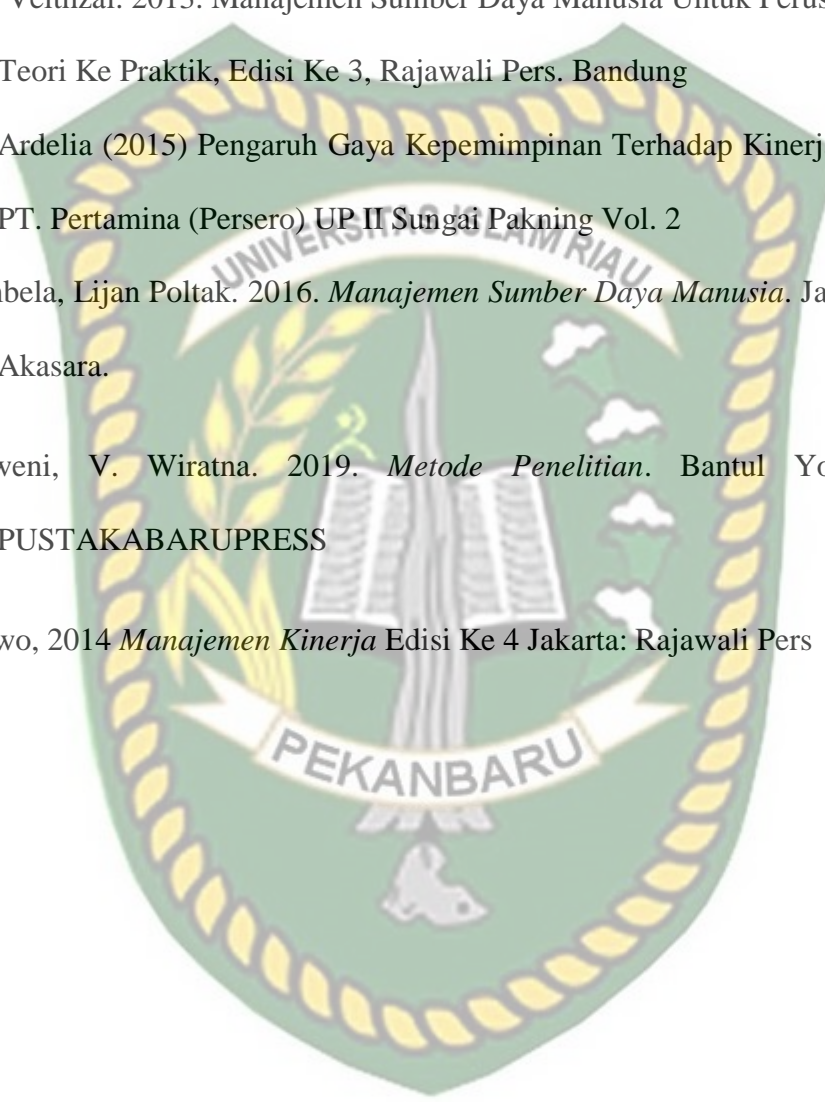 Veithzal. 2015. Manajemen Sumber Daya Manusia Untuk Perus
Teori Ke Praktik, Edisi Ke 3, Rajawali Pers. Bandung
Ardelia (2015) Pengaruh Gaya Kepemimpinan Terhadap Kinerj
PT. Pertamina (Persero) UP II Sungai Pakning Vol. 2
UNIVERSITAS ISLAM RIAU
nbela, Lijan Poltak. 2016. Manajemen Sumber Daya Manusia. Ja
Akasara.
weni, V. Wiratna. 2019. Metode Penelitian. Bantul Yo
PUSTAKABARUPRESS
wo, 2014 Manajemen Kinerja Edisi Ke 4 Jakarta: Rajawali Pers
PEKANBARU